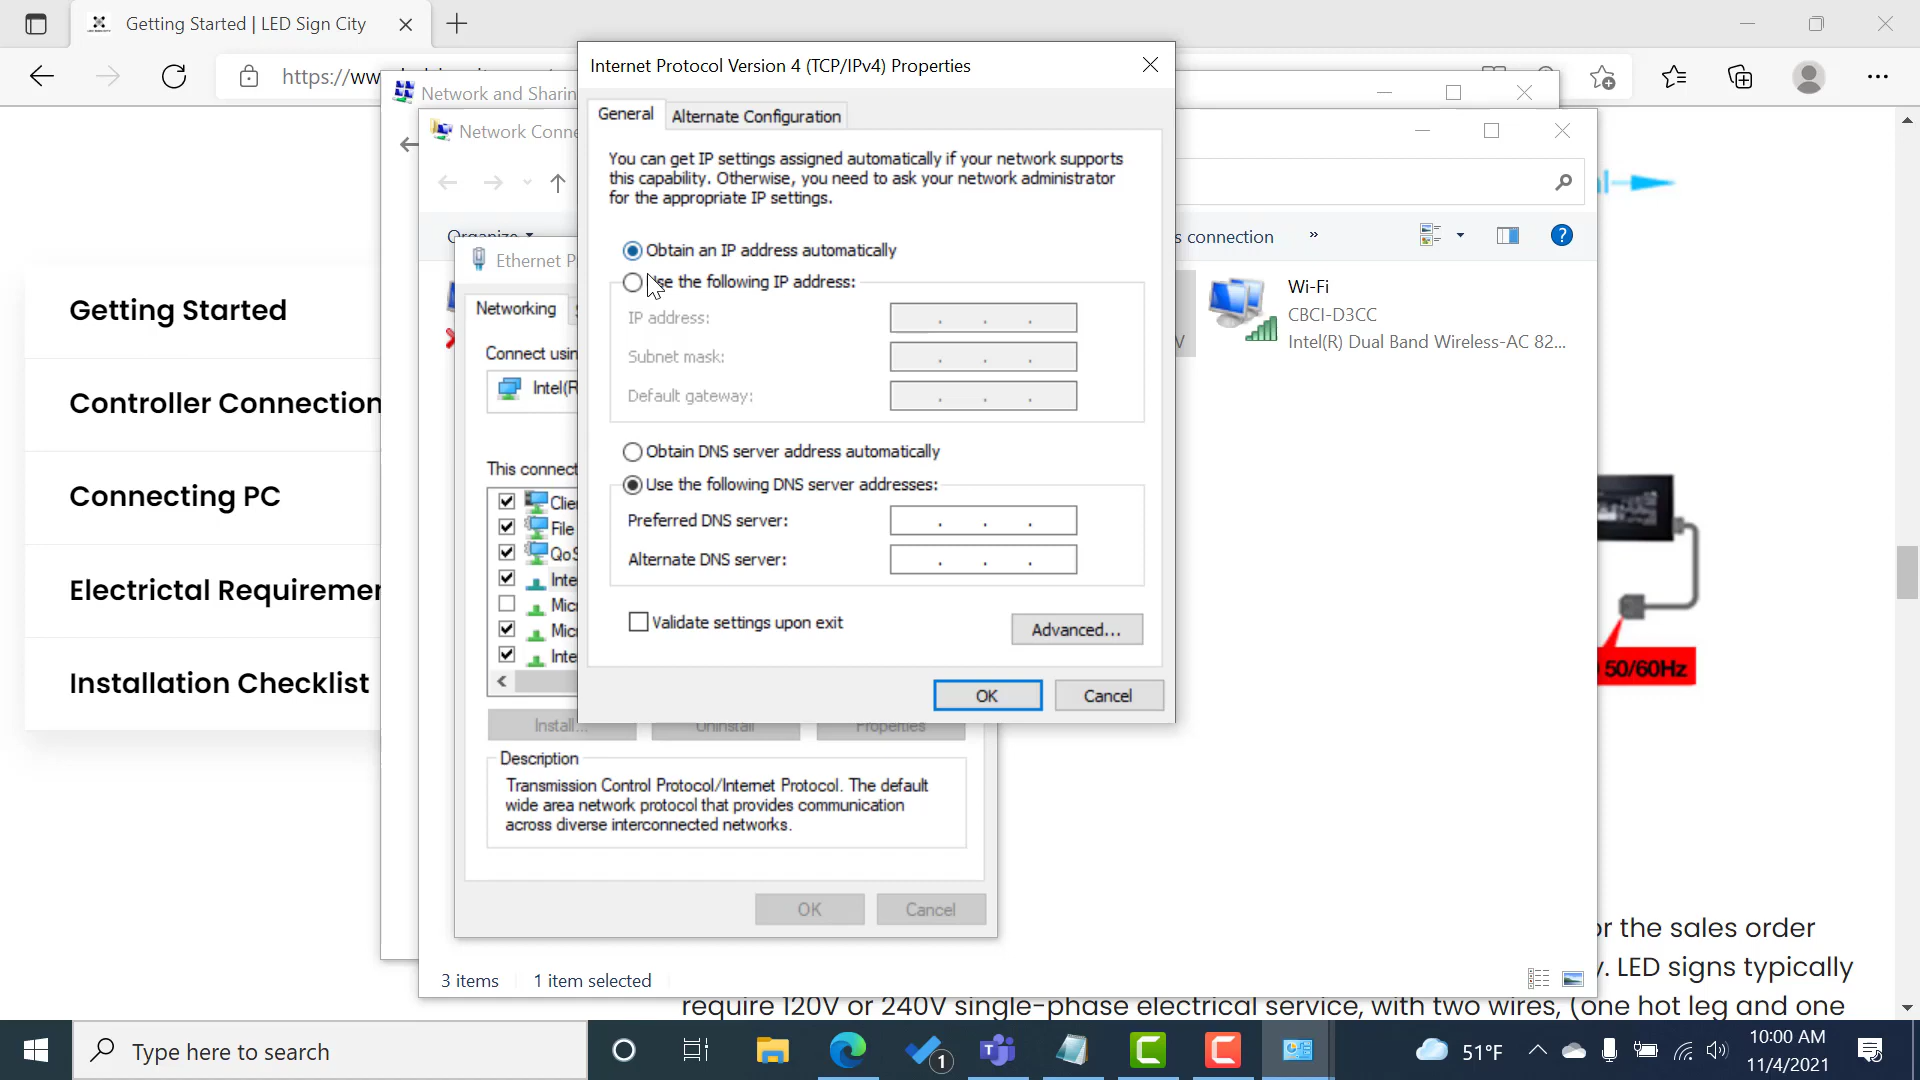 Getting Started | LED Sign City
https://ww
Network and Sharin
Network Conne
Internet Protocol Version 4 (TCP/IPv4) Properties
General
Alternate Configuration
You can get IP settings assigned automatically if your network supports
this capability. Otherwise, you need to ask your network administrator
for the appropriate IP settings.
Obtain an IP address automatically
Use the following IP address:
IP address:
Subnet mask:
Default gateway:
Obtain DNS server address automatically
Use the following DNS server addresses:
Preferred DNS server:
Alternate DNS server:
Validate settings upon exit
Advanced...
OK
Cancel
Organize
s connection
»
Wi-Fi
CBCI-D3CC
Intel(R) Dual Band Wireless-AC 82...
V
Ethernet P
Networking
Connect usin
Intel(R
This connect
Clien
File
QoS
Inte
Mic
Mic
Inte
Install...
Uninstall
Properties
Description
Transmission Control Protocol/Internet Protocol. The default
wide area network protocol that provides communication
across diverse interconnected networks.
OK
Cancel
3 items
1 item selected
Getting Started
Controller Connection
Connecting PC
Electrictal Requiremen
Installation Checklist
50/60Hz
or the sales order
y. LED signs typically
require 120V or 240V single-phase electrical service, with two wires, (one hot leg and one
Type here to search
1
51°F
10:00 AM
11/4/2021